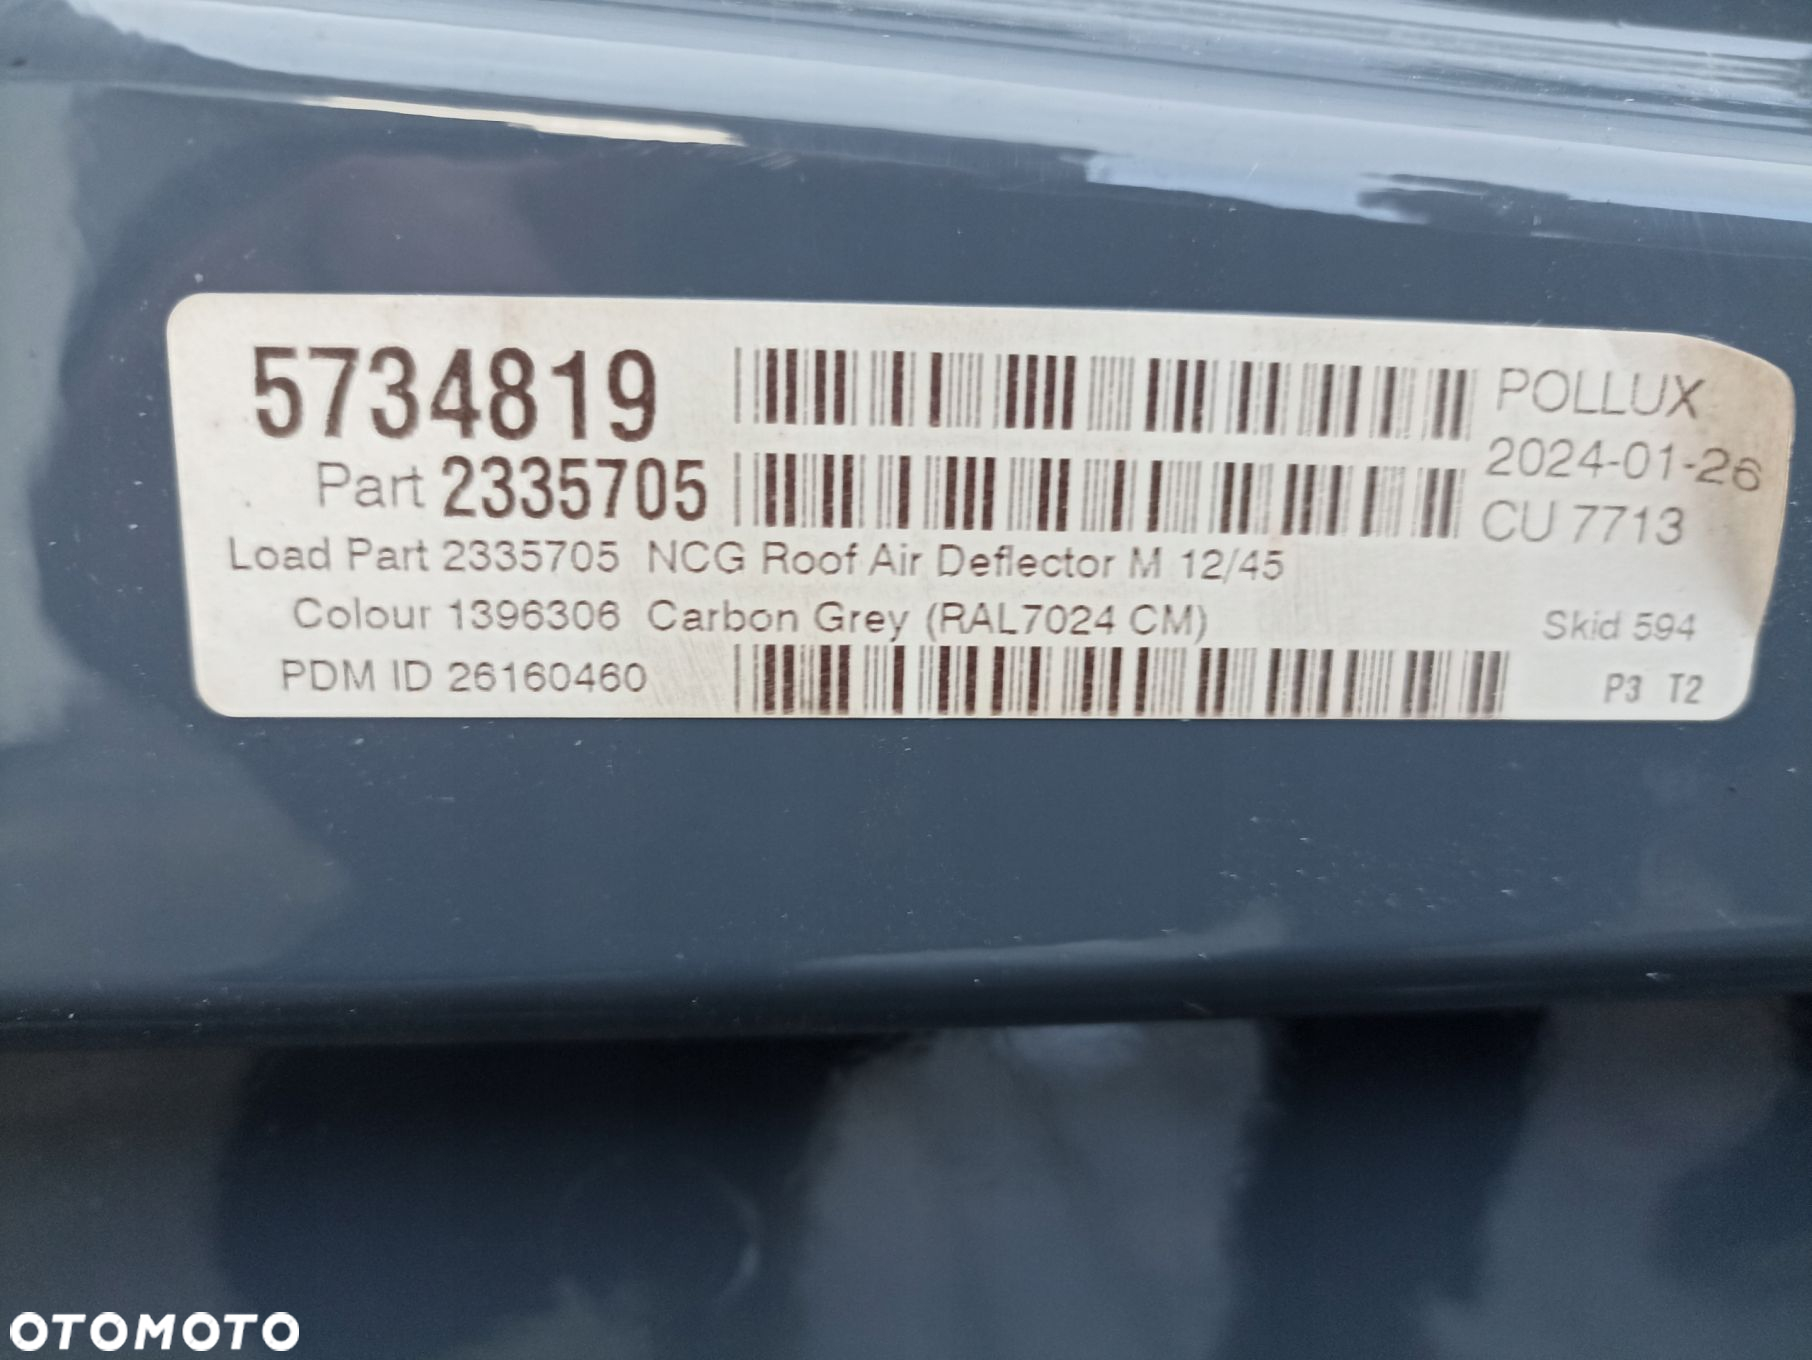 5734819
POLLUX
Part 2335705
2024-01-26
CU 7713
Load Part 2335705 NCG Roof Air Deflector M 12/45
Colour 1396306 Carbon Grey (RAL7024 CM)
Skid 594
PDM ID 26160460
P3 T2
OTOMOTO